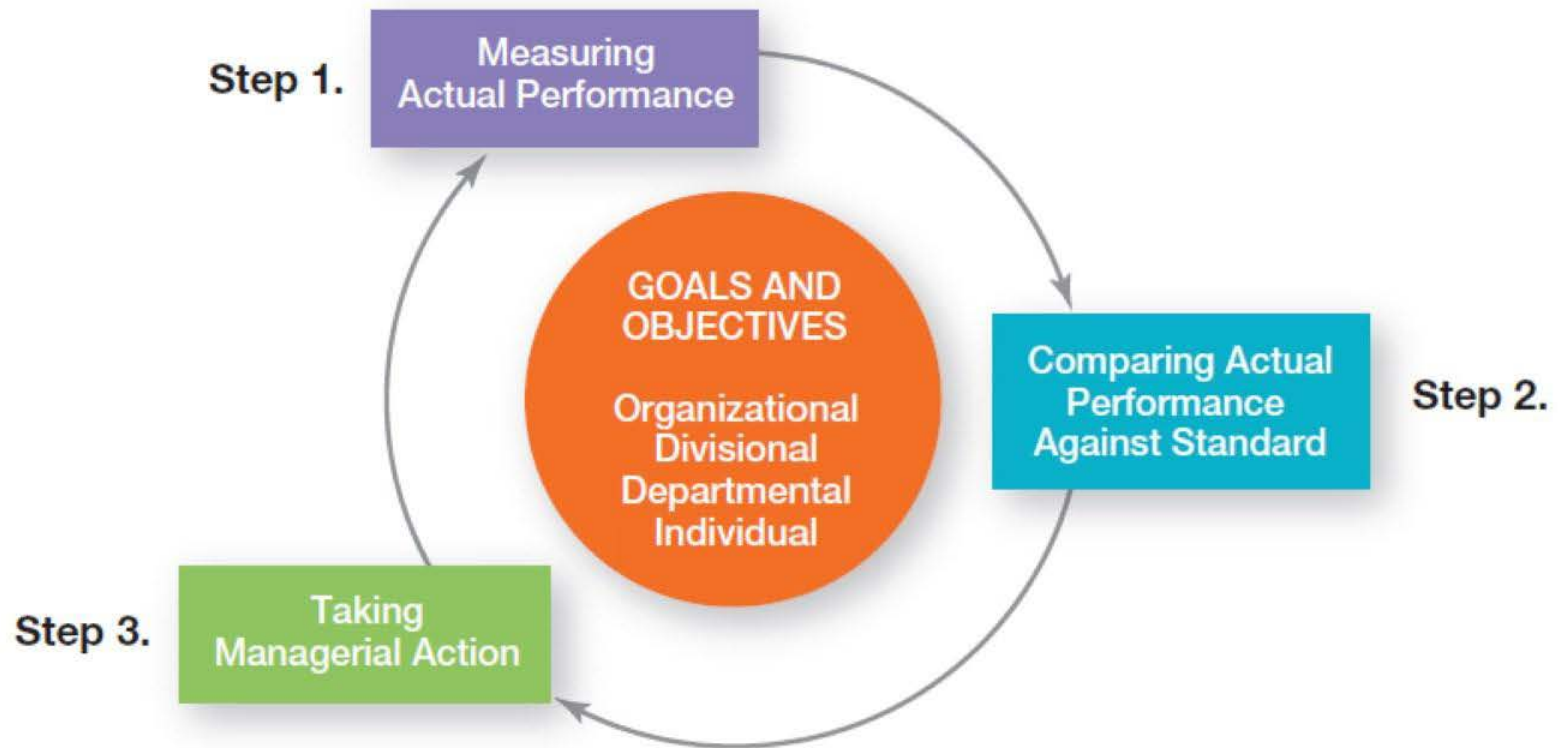 Step 1.
Measuring
Actual Performance
GOALS AND
OBJECTIVES
Organizational
Divisional
Departmental
Individual
Comparing Actual
Performance
Against Standard
Step 2.
Step 3.
Taking
Managerial Action